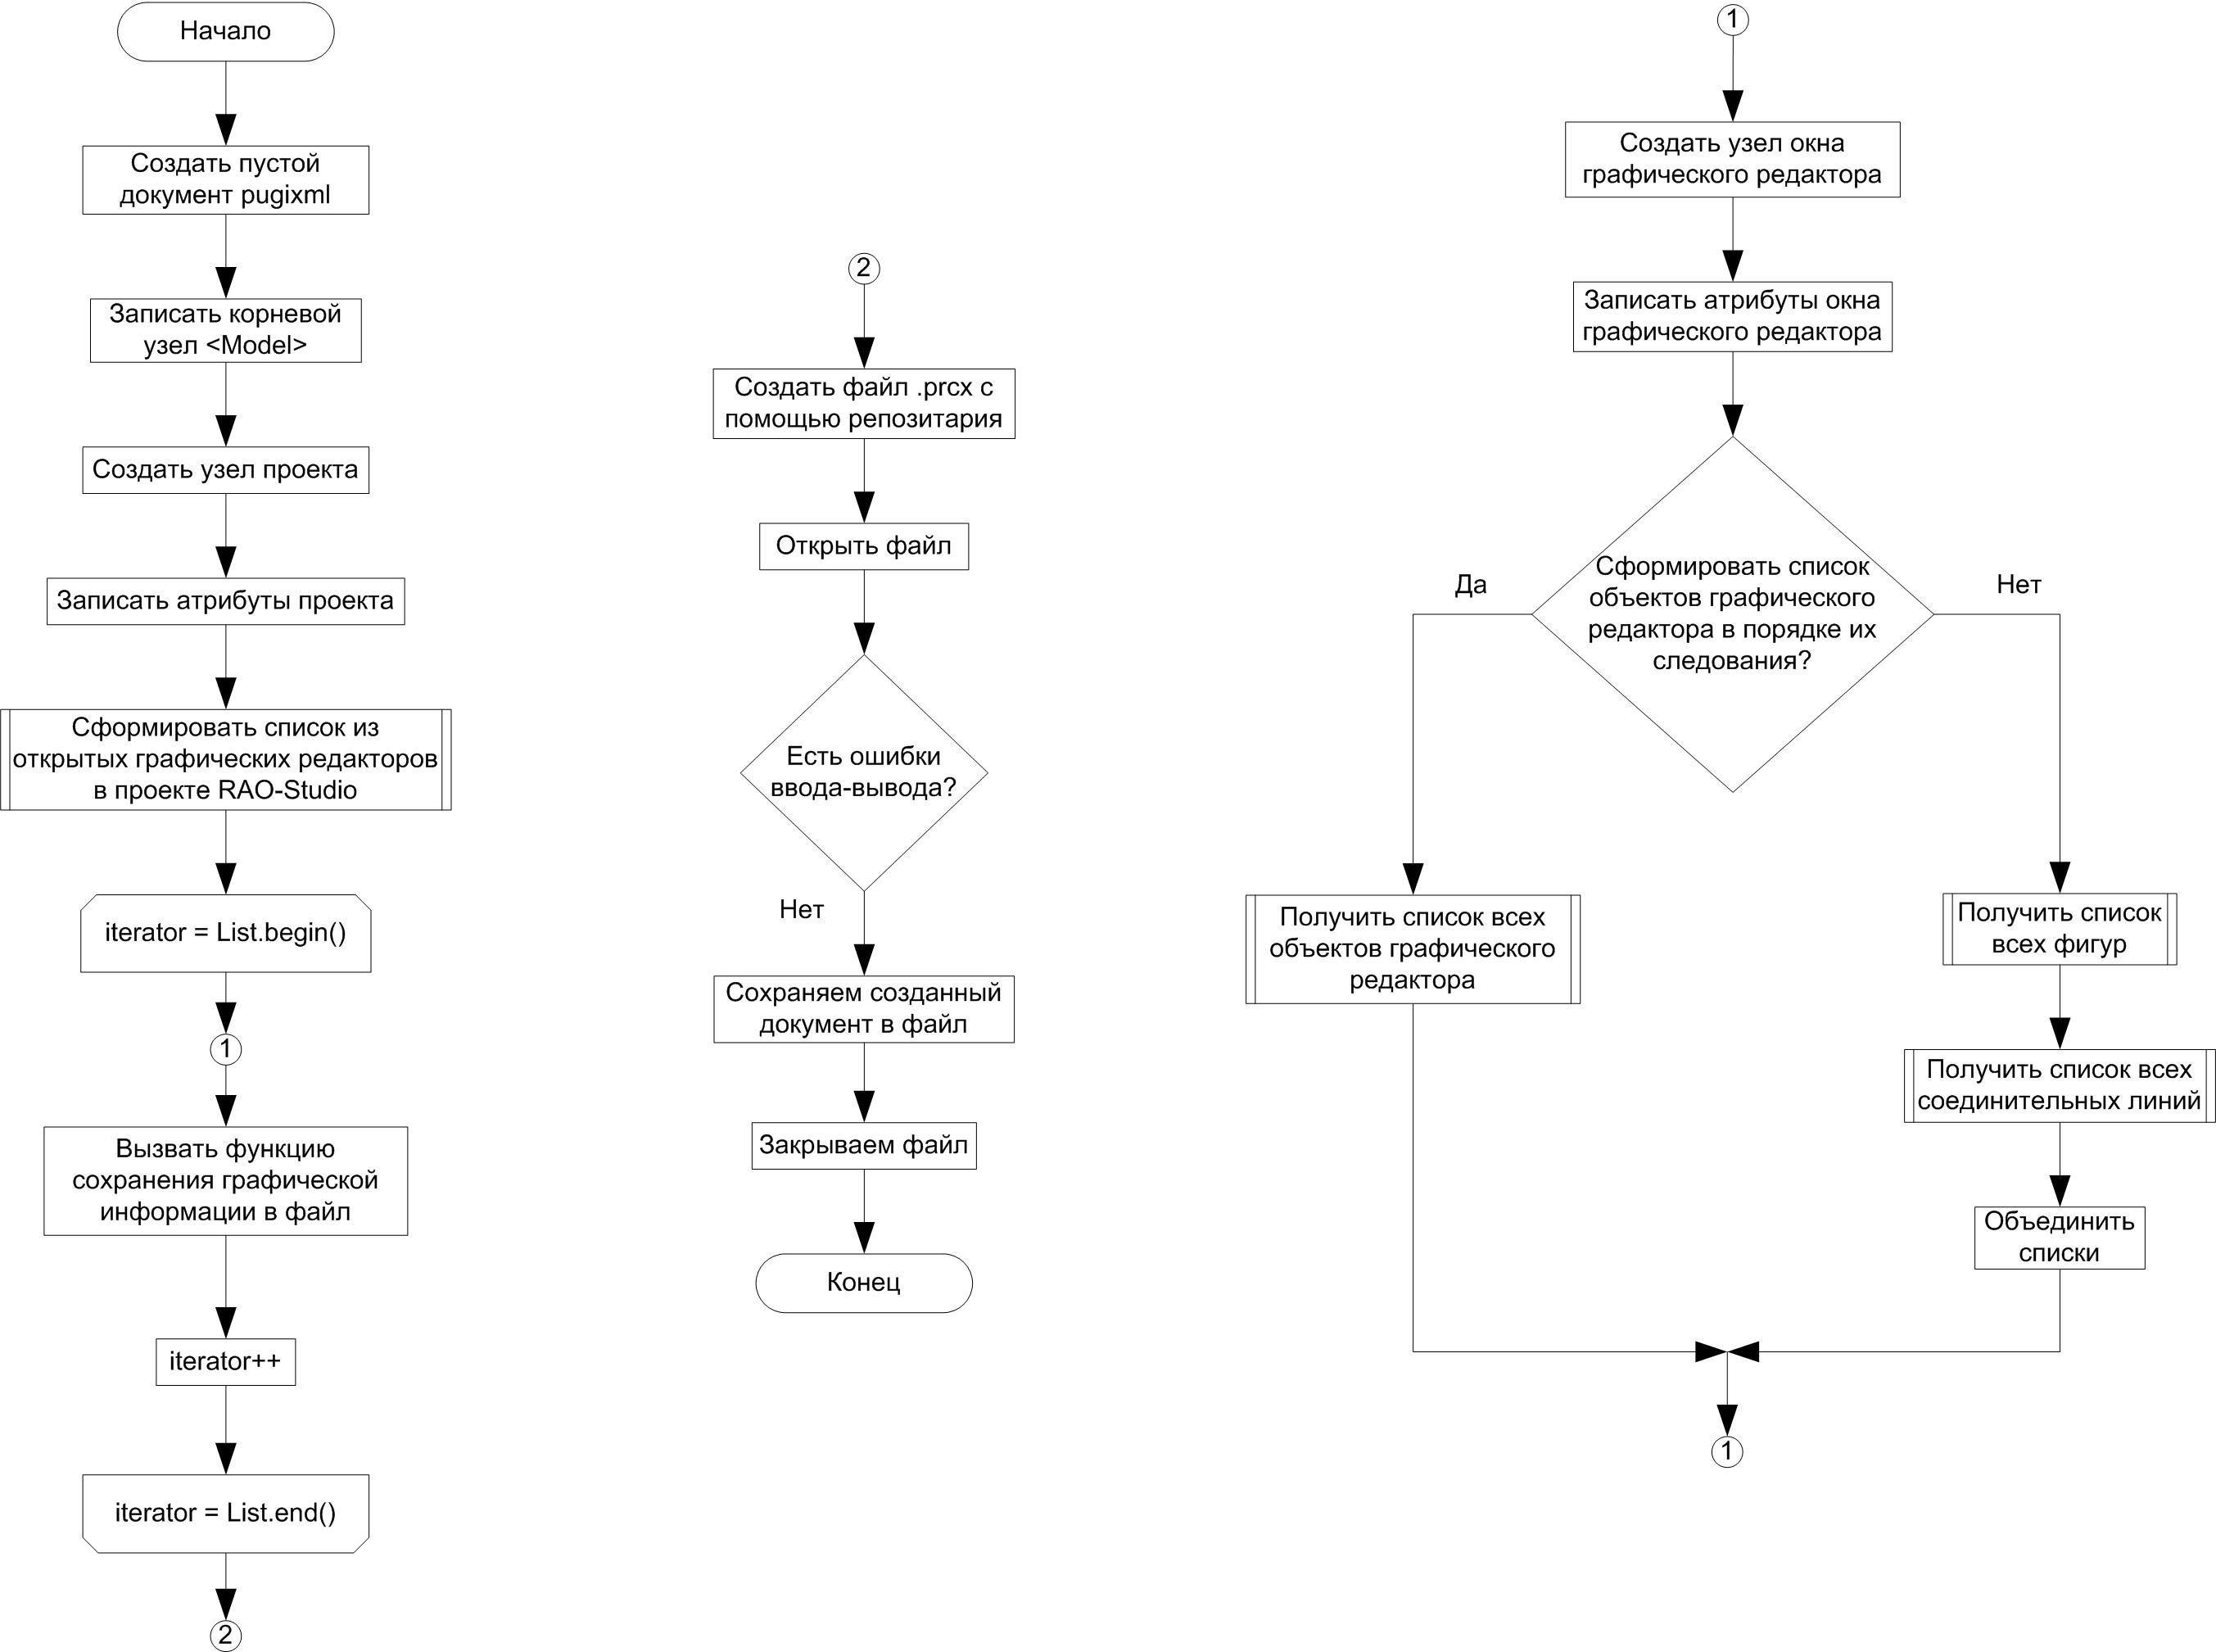 Начало
Создать пустой
документ pugixml
Записать корневой
узел <Model>
Создать узел проекта
Записать атрибуты проекта
Сформировать список из
открытых графических редакторов
в проекте RAO-Studio
iterator = List.begin()
1
Вызвать функцию
сохранения графической
информации в файл
iterator++
iterator = List.end()
2
2
Создать файл .prcx с
помощью репозитария
Открыть файл
Есть ошибки
ввода-вывода?
Нет
Сохраняем созданный
документ в файл
Закрываем файл
Конец
1
Создать узел окна
графического редактора
Записать атрибуты окна
графического редактора
Сформировать список
объектов графического
редактора в порядке их
следования?
Да
Нет
Получить список всех
объектов графического
редактора
Получить список
всех фигур
Получить список всех
соединительных линий
Объединить
списки
1